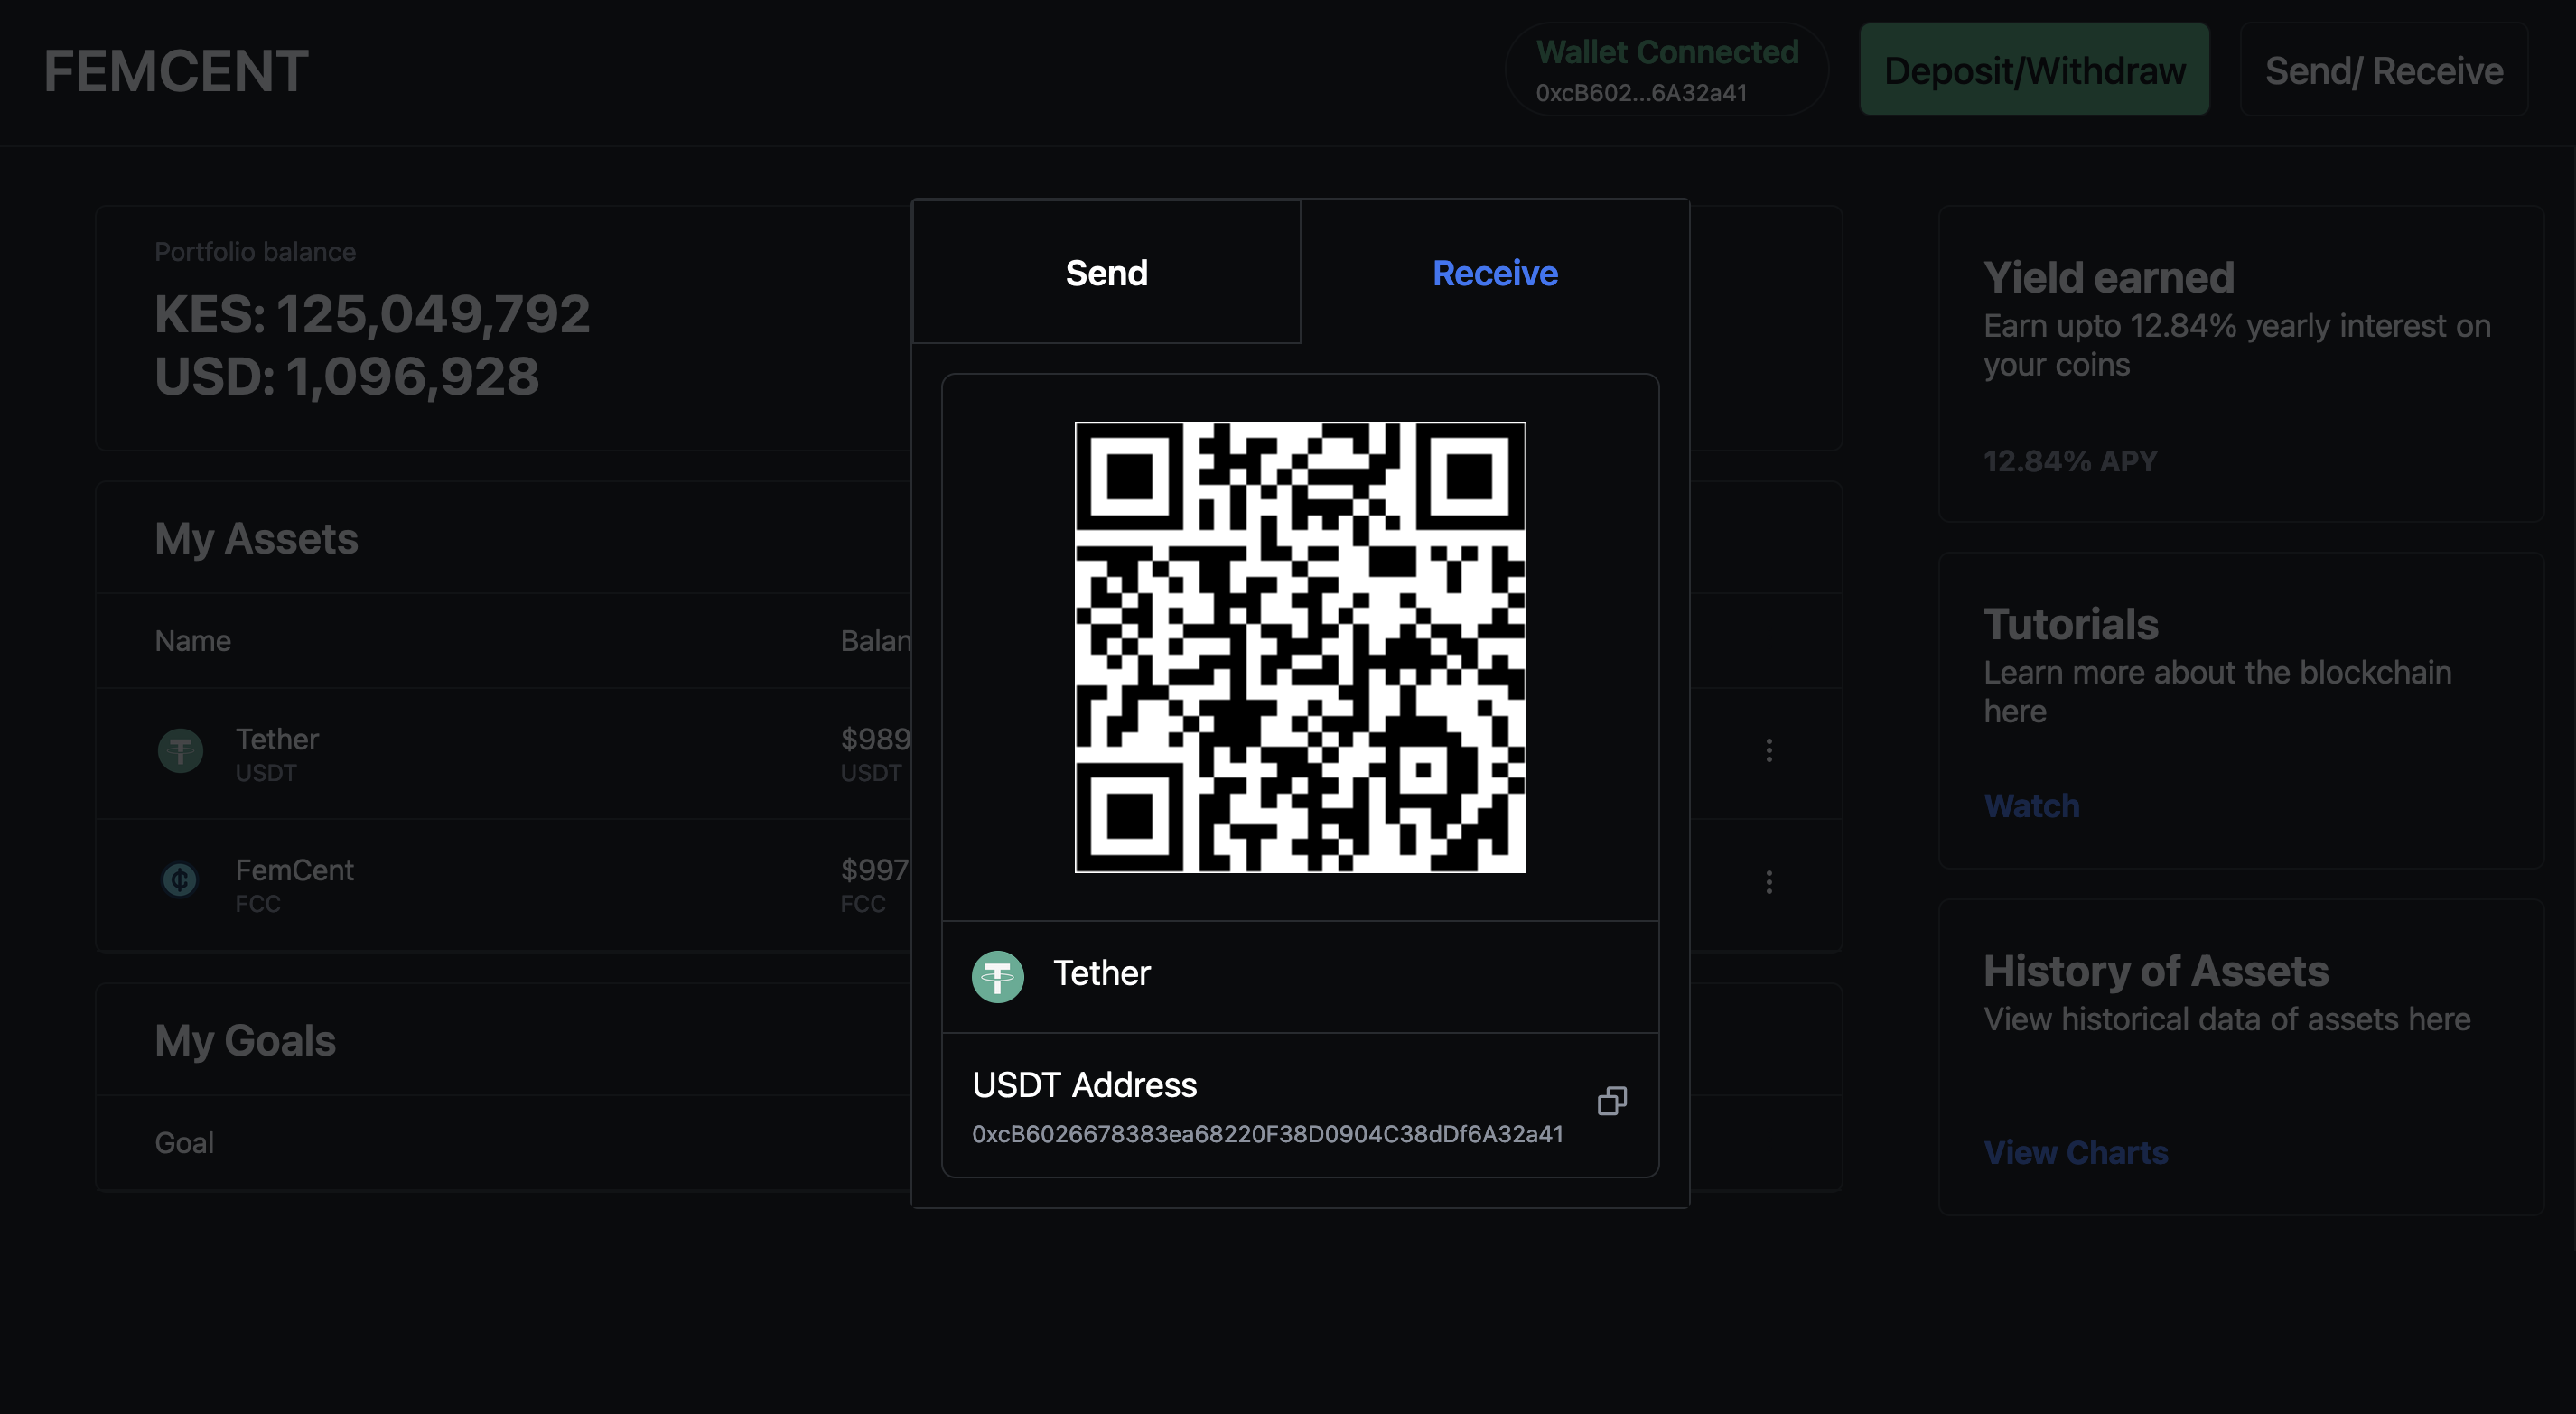 FEMCENT
Wallet Connected
0xcB602...6A32a41
Deposit/Withdraw
Send/ Receive
Portfolio balance
KES: 125,049,792
USD: 1,096,928
My Assets
Name
Balan
Tether
USDT
$989
USDT
FemCent
FCC
$997
FCC
My Goals
Goal
Send
Receive
Tether
USDT Address
0xcB6026678383ea68220F38D0904C38dDf6A32a41
Yield earned
Earn upto 12.84% yearly interest on
your coins
12.84% APY
Tutorials
Learn more about the blockchain
here
Watch
History of Assets
View historical data of assets here
View Charts